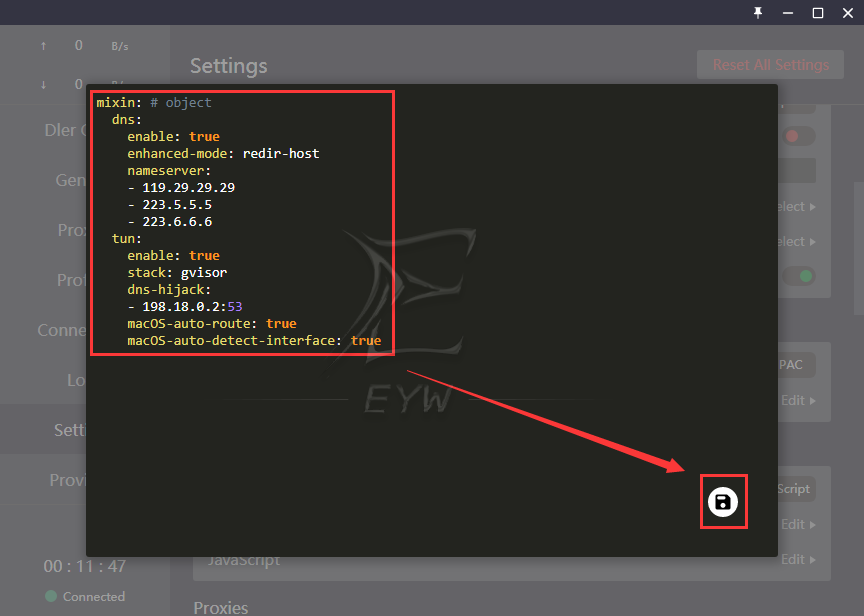 ↑ 0 B/s
↓ 0 B/s
Settings
Reset All Settings
mixin: # object
dns:
enable: true
enhanced-mode: redir-host
nameserver:
- 119.29.29.29
- 223.5.5.5
- 223.6.6.6
tun:
enable: true
stack: gvisor
dns-hijack:
- 198.18.0.2:53
macOS-auto-route: true
macOS-auto-detect-interface: true
EYW
Dler
Gen
Prox
Prof
Conne
Lo
Sett
Provi
00 : 11 : 47
Connected
elect
elect
PAC
Edit
Script
Edit
JavaScript
Edit
Proxies